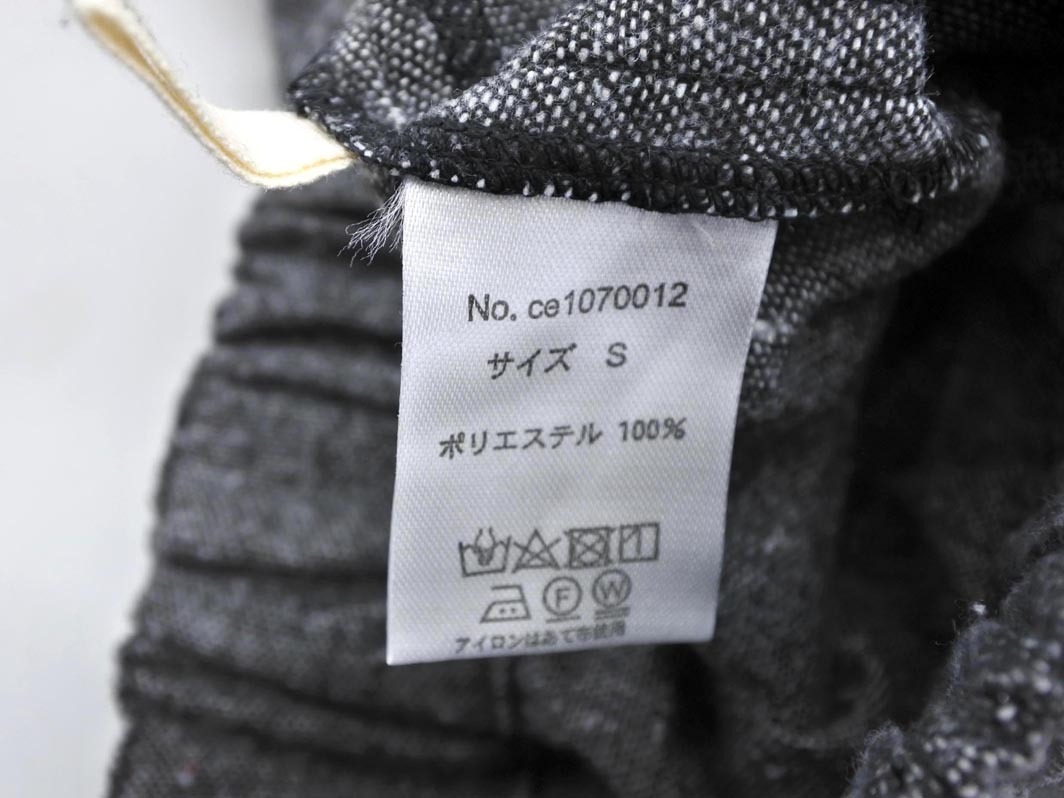 No. ce1070012
サイズ S
ポリエステル 100%
F W
アイロンはあて布使用